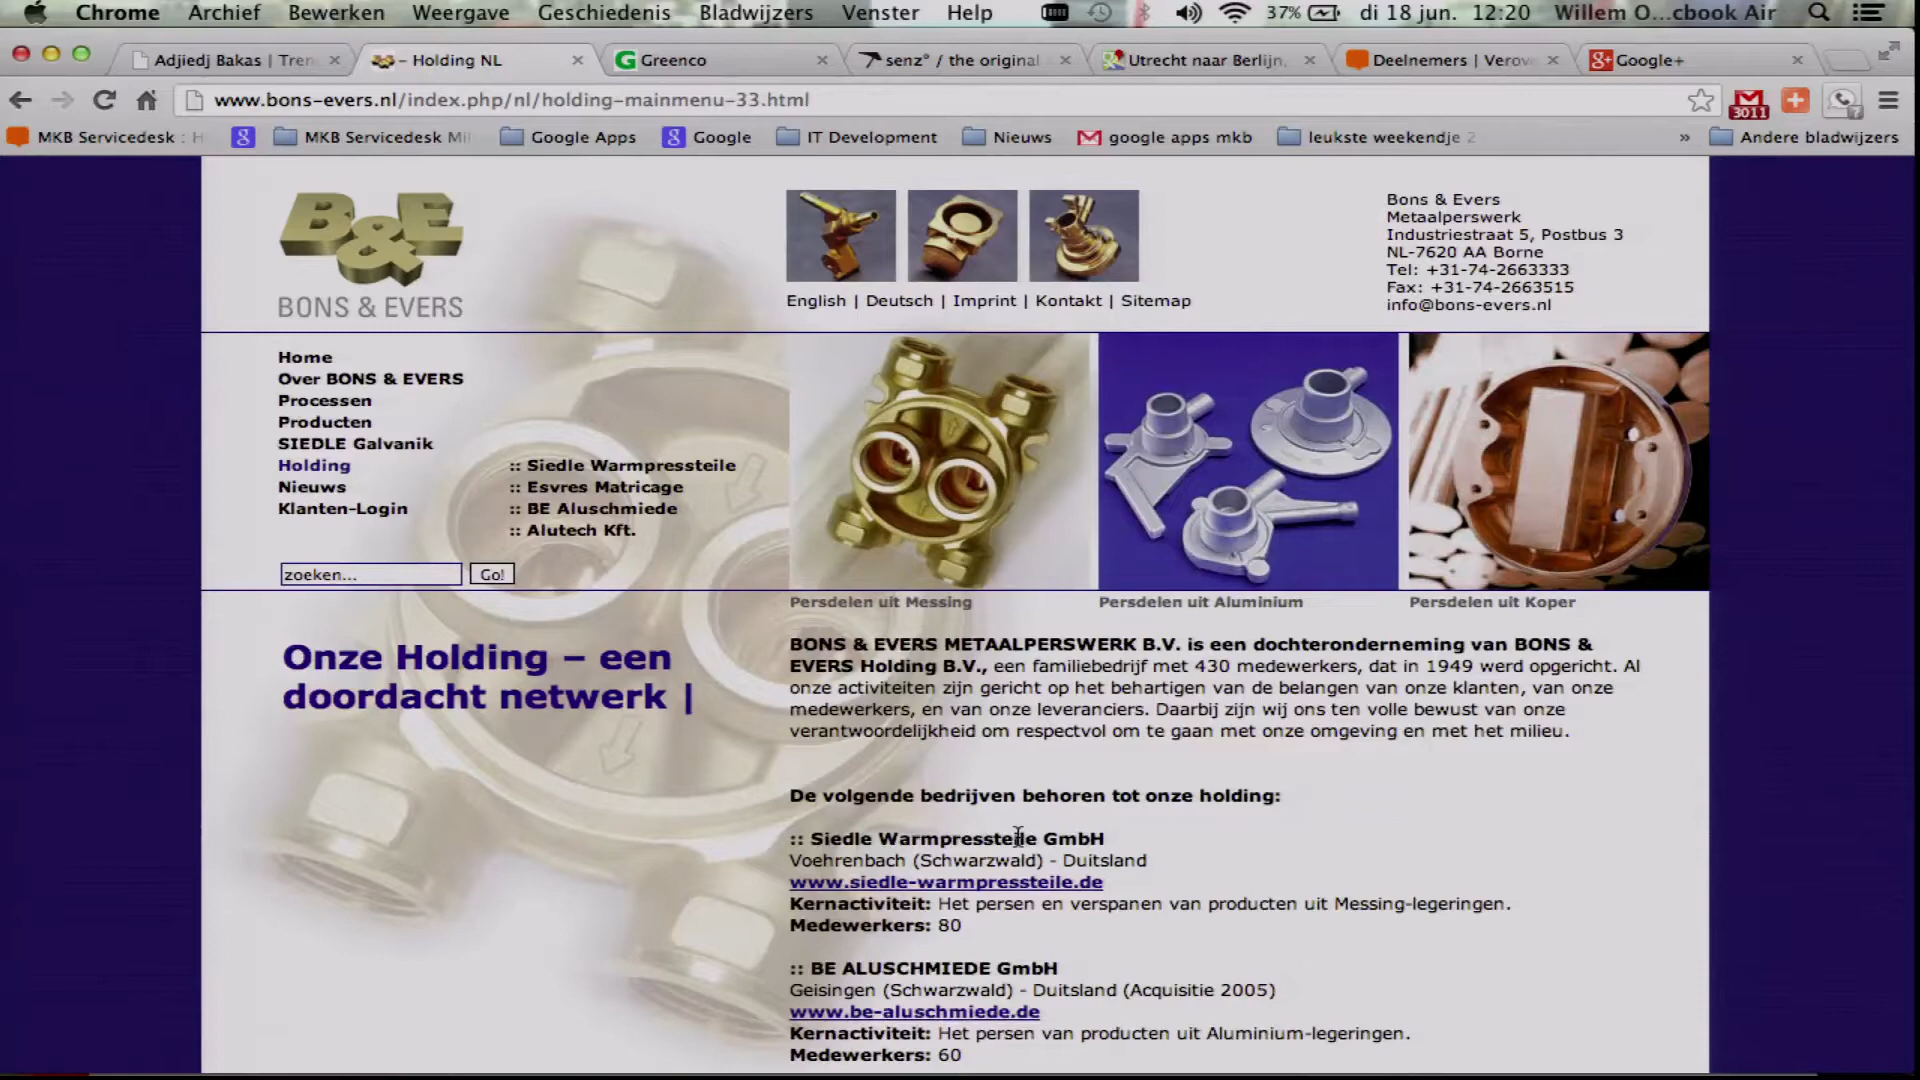 Chrome Archief Bewerken Weergave Geschiedenis Bladwijzers Venster Help 37% di 18 jun. 12:20 Willem O...cbook Air
Adjiedj Bakas | Tren – Holding NL Greenco senz° / the original Utrecht naar Berlijn, Deelnemers | Verov Google+
www.bons-evers.nl/index.php/nl/holding-mainmenu-33.html 3011
MKB Servicedesk : H MKB Servicedesk Mi Google Apps Google IT Development Nieuws google apps mkb leukste weekendje 2 » Andere bladwijzers
B&E
BONS & EVERS
English | Deutsch | Imprint | Kontakt | Sitemap
Bons & Evers
Metaalperswerk
Industriestraat 5, Postbus 3
NL-7620 AA Borne
Tel: +31-74-2663333
Fax: +31-74-2663515
info@bons-evers.nl
Home
Over BONS & EVERS
Processen
Producten
SIEDLE Galvanik
Holding
Nieuws
Klanten-Login
:: Siedle Warmpressteile
:: Esvres Matricage
:: BE Aluschmiede
:: Alutech Kft.
zoeken... Go!
Persdelen uit Messing
Persdelen uit Aluminium
Persdelen uit Koper
Onze Holding – een
doordacht netwerk |
BONS & EVERS METAALPERSWERK B.V. is een dochteronderneming van BONS &
EVERS Holding B.V., een familiebedrijf met 430 medewerkers, dat in 1949 werd opgericht. Al
onze activiteiten zijn gericht op het behartigen van de belangen van onze klanten, van onze
medewerkers, en van onze leveranciers. Daarbij zijn wij ons ten volle bewust van onze
verantwoordelijkheid om respectvol om te gaan met onze omgeving en met het milieu.
De volgende bedrijven behoren tot onze holding:
:: Siedle Warmpressteile GmbH
Voehrenbach (Schwarzwald) - Duitsland
www.siedle-warmpressteile.de
Kernactiviteit: Het persen en verspanen van producten uit Messing-legeringen.
Medewerkers: 80
:: BE ALUSCHMIEDE GmbH
Geisingen (Schwarzwald) - Duitsland (Acquisitie 2005)
www.be-aluschmiede.de
Kernactiviteit: Het persen van producten uit Aluminium-legeringen.
Medewerkers: 60